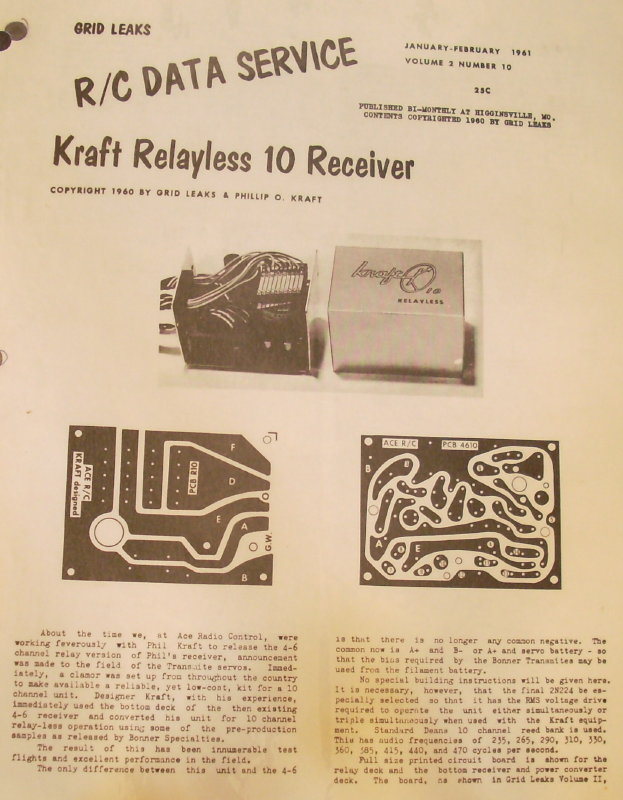 GRID LEAKS
R/C DATA SERVICE
JANUARY-FEBRUARY 1961
VOLUME 2 NUMBER 10
25C
PUBLISHED BI-MONTHLY AT HIGGINSVILLE, MO.
CONTENTS COPYRIGHTED 1960 BY GRID LEAKS
Kraft Relayless 10 Receiver
COPYRIGHT 1960 BY GRID LEAKS & PHILLIP O. KRAFT
Kraft
10
RELAYLESS
ACE R/C
KRAFT designed
PCB R10
F
D
E
A
G.W.
B
ACE R/C
PCB 4610
B
A
E
About the time we, at Ace Radio Control, were
working feverously with Phil Kraft to release the 4-6
channel relay version of Phil's receiver, announcement
was made to the field of the Transmite servos. Immed-
iately, a clamor was set up from throughout the country
to make available a reliable, yet low-cost, kit for a 10
channel unit. Designer Kraft, with his experience,
immediately used the bottom deck of the then existing
4-6 receiver and converted his unit for 10 channel
relay-less operation using some of the pre-production
samples as released by Bonner Specialties.
The result of this has been innumerable test
flights and excellent performance in the field.
The only difference between this unit and the 4-6
is that there is no longer any common negative. The
common now is A+ and B- or A+ and servo battery - so
that the bias required by the Bonner Transmites may be
used from the filament battery.
No special building instructions will be given here.
It is necessary, however, that the final 2N224 be es-
pecially selected so that it has the RMS voltage drive
required to operate the unit either simultaneously or
triple simultaneously when used with the Kraft equip-
ment. Standard Deans 10 channel reed bank is used.
This has audio frequencies of 235, 265, 290, 310, 330,
360, 385, 415, 440, and 470 cycles per second.
Full size printed circuit board is shown for the
relay deck and the bottom receiver and power converter
deck. The board, as shown in Grid Leaks Volume II,